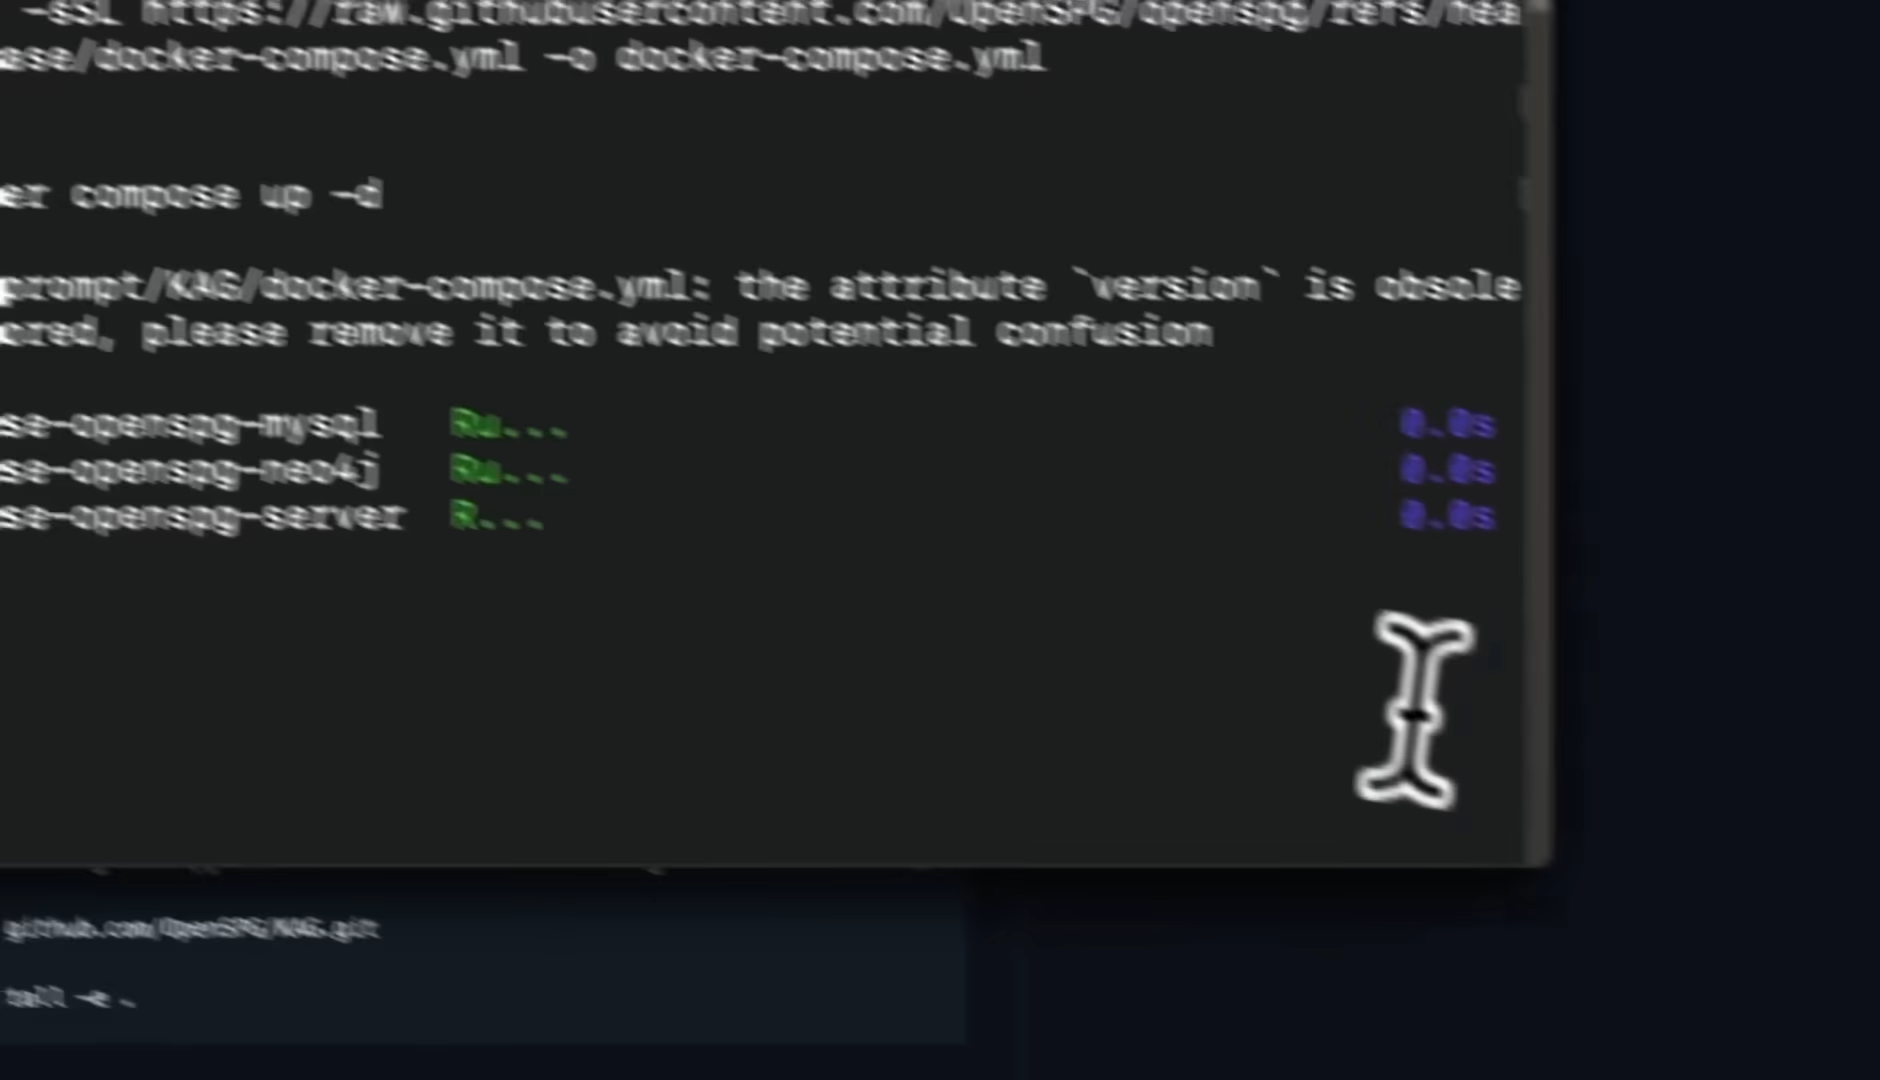 -sSL https://raw.githubusercontent.com/OpenSPG/openspg/refs/hea
ase/docker-compose.yml -o docker-compose.yml
er compose up -d
prompt/KAG/docker-compose.yml: the attribute `version` is obsole
ored, please remove it to avoid potential confusion
se-openspg-mysql Ru... 0.0s
se-openspg-neo4j Ru... 0.0s
se-openspg-server R... 0.0s
github.com/OpenSPG/KAG.git
tall -e .